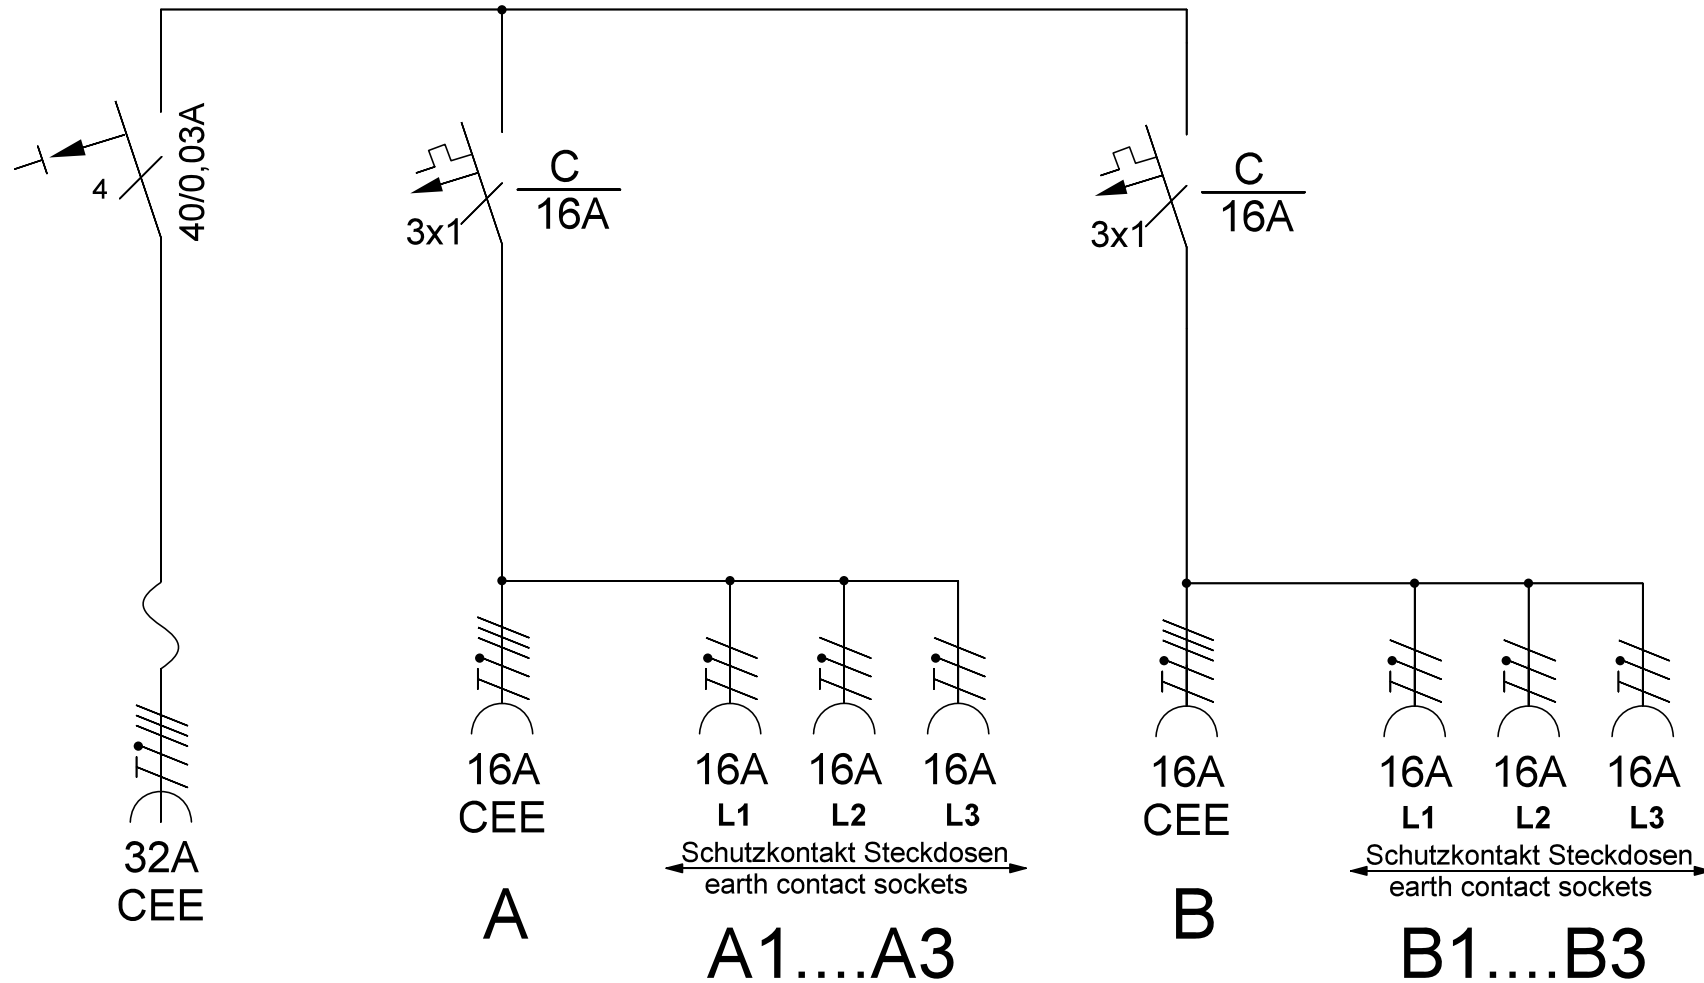 4
40/0,03A
3x1
C
16A
3x1
C
16A
32A
CEE
16A
CEE
16A
L1
16A
L2
16A
L3
Schutzkontakt Steckdosen
earth contact sockets
A
A1....A3
16A
CEE
16A
L1
16A
L2
16A
L3
Schutzkontakt Steckdosen
earth contact sockets
B
B1....B3